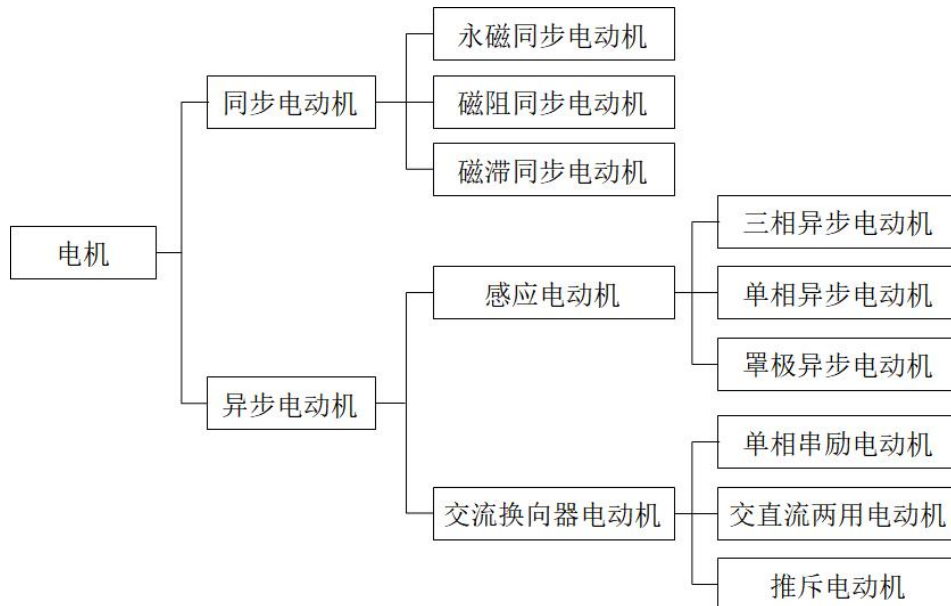 电机
同步电动机
永磁同步电动机
磁阻同步电动机
磁滞同步电动机
异步电动机
感应电动机
三相异步电动机
单相异步电动机
罩极异步电动机
交流换向器电动机
单相串励电动机
交直流两用电动机
推斥电动机